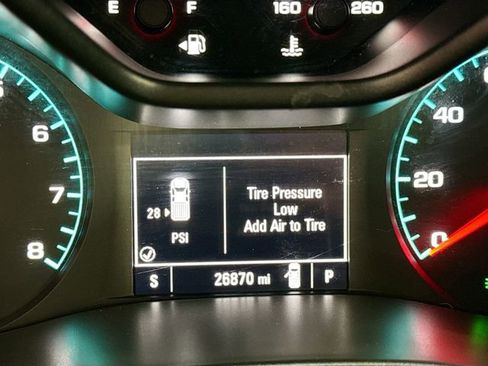 E F 160 260
6
7
8
28
PSI
Tire Pressure
Low
Add Air to Tire
40
20
0
S 26870 mi P